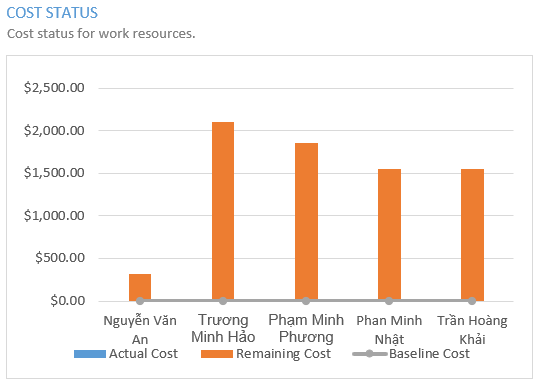 COST STATUS
Cost status for work resources.
$2,500.00
$2,000.00
$1,500.00
$1,000.00
$500.00
$0.00
Nguyễn Văn An
Trương Minh Hảo
Phạm Minh Phương
Phan Minh Nhật
Trần Hoàng Khải
Actual Cost
Remaining Cost
Baseline Cost